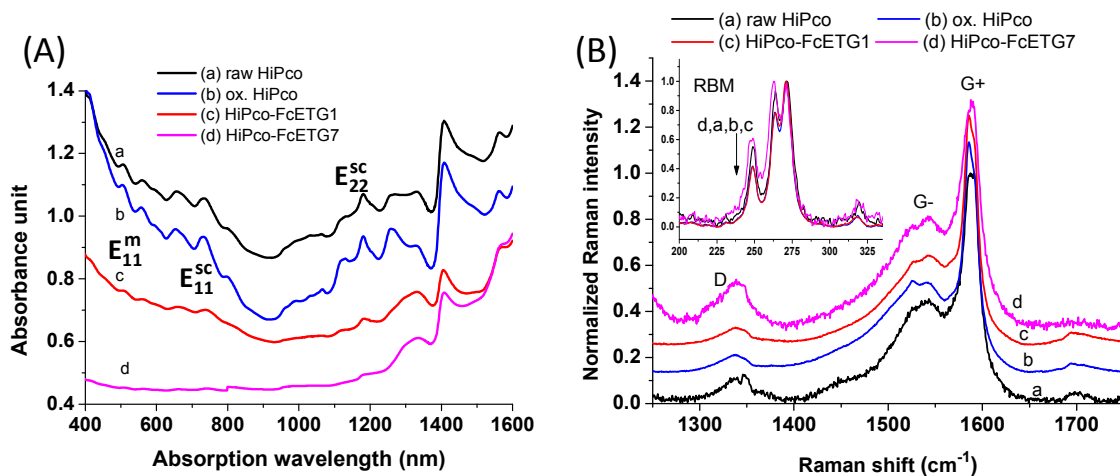 (A)
(a) raw HiPco
(b) ox. HiPco
(c) HiPco-FcETG1
(d) HiPco-FcETG7
a
b
c
d
E₁₁ᵐ
E₁₁ˢᶜ
E₂₂ˢᶜ
1.4
1.2
1.0
0.8
0.6
0.4
Absorbance unit
400 600 800 1000 1200 1400 1600
Absorption wavelength (nm)
(B)
(a) raw HiPco (b) ox. HiPco
(c) HiPco-FcETG1 (d) HiPco-FcETG7
1.4
1.2
1.0
0.8
0.6
0.4
0.2
0.0
Normalized Raman intensity
RBM
d,a,b,c
1.0
0.8
0.6
0.4
0.2
0.0
200 225 250 275 300 325
G+
G-
D
d
c
b
a
1300 1400 1500 1600 1700
Raman shift (cm⁻¹)